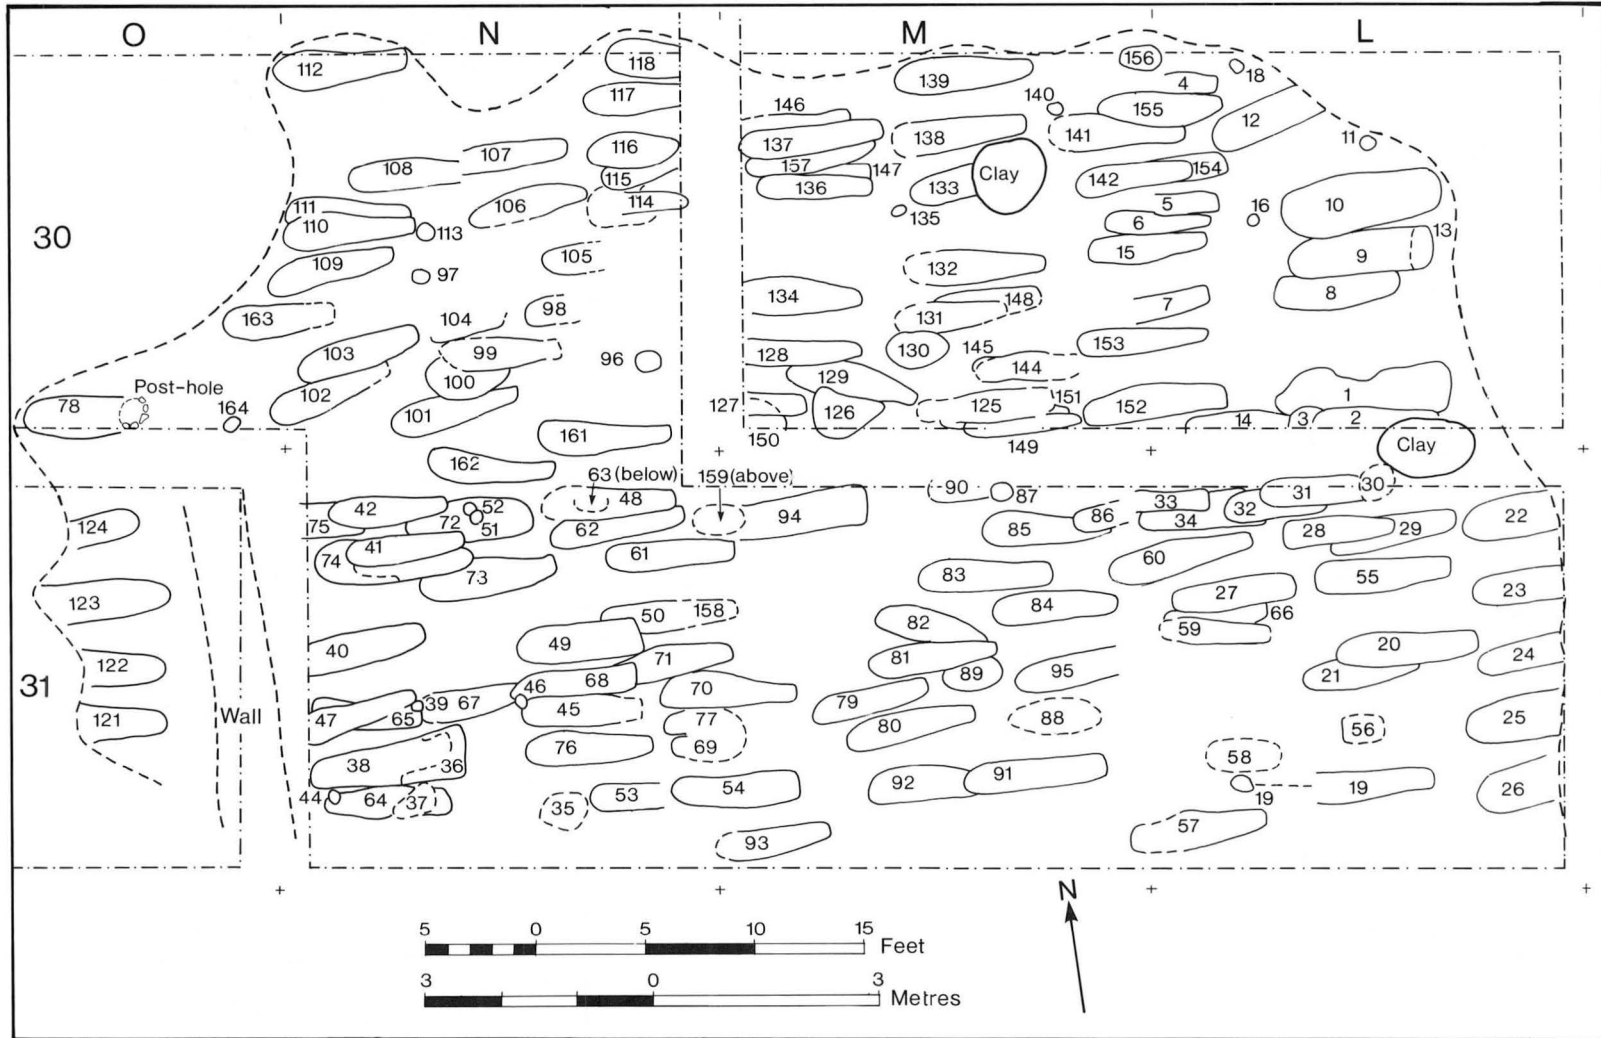 O N M L
112 118 139 156 18
4
117 140 155 12
146 138 141 11
137 116 Clay
108 107 157 147 142 154
115 136 133
111 106 114 135 5 16 10
30 110 113 6 13
109 105 15 9
97 132
134 148 7 8
163 104 98 131
103 99 96 128 130 145 153
100 129 144
Post-hole 102 1
78 164 101 127 126 125 151 152
161 150 149 14 3 2
Clay
162 63 (below) 159 (above)
42 52 48 90 87 33 31 30
124 75 72 51 62 94 85 86 34 32 28 29 22
74 41 61 60
73 83 55
123 84 27 23
50 158 82 66
49 59
40 71 81 20 24
122 46 68 89 95 21
31 39 67 70 79
121 Wall 47 65 45 77 80 88 56 25
69
38 36 76 58
92 91
44 64 37 35 53 54 19 19 26
93 57
N
5 0 5 10 15 Feet
3 0 3 Metres